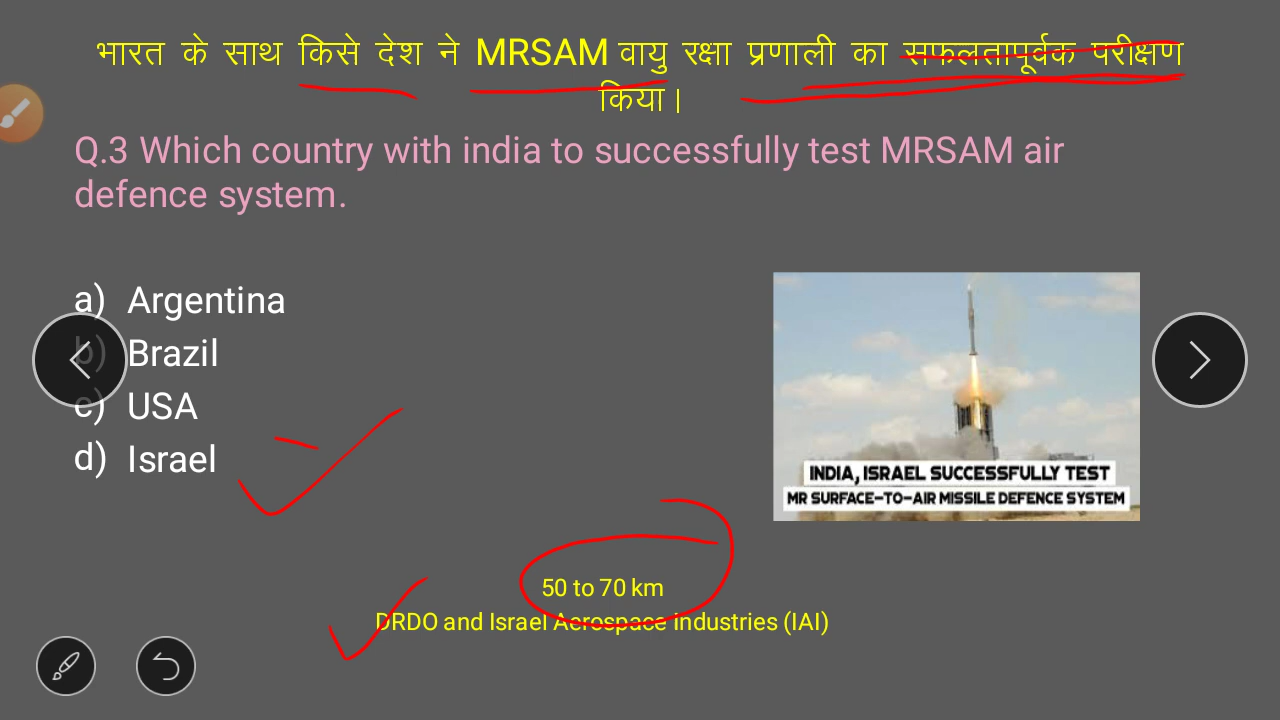 भारत के साथ किसे देश ने MRSAM वायु रक्षा प्रणाली का सफलतापूर्वक परीक्षण
किया।
Q.3 Which country with india to successfully test MRSAM air
defence system.
a) Argentina
b) Brazil
c) USA
d) Israel
INDIA, ISRAEL SUCCESSFULLY TEST
MR SURFACE-TO-AIR MISSILE DEFENCE SYSTEM
50 to 70 km
DRDO and Israel Aerospace Industries (IAI)